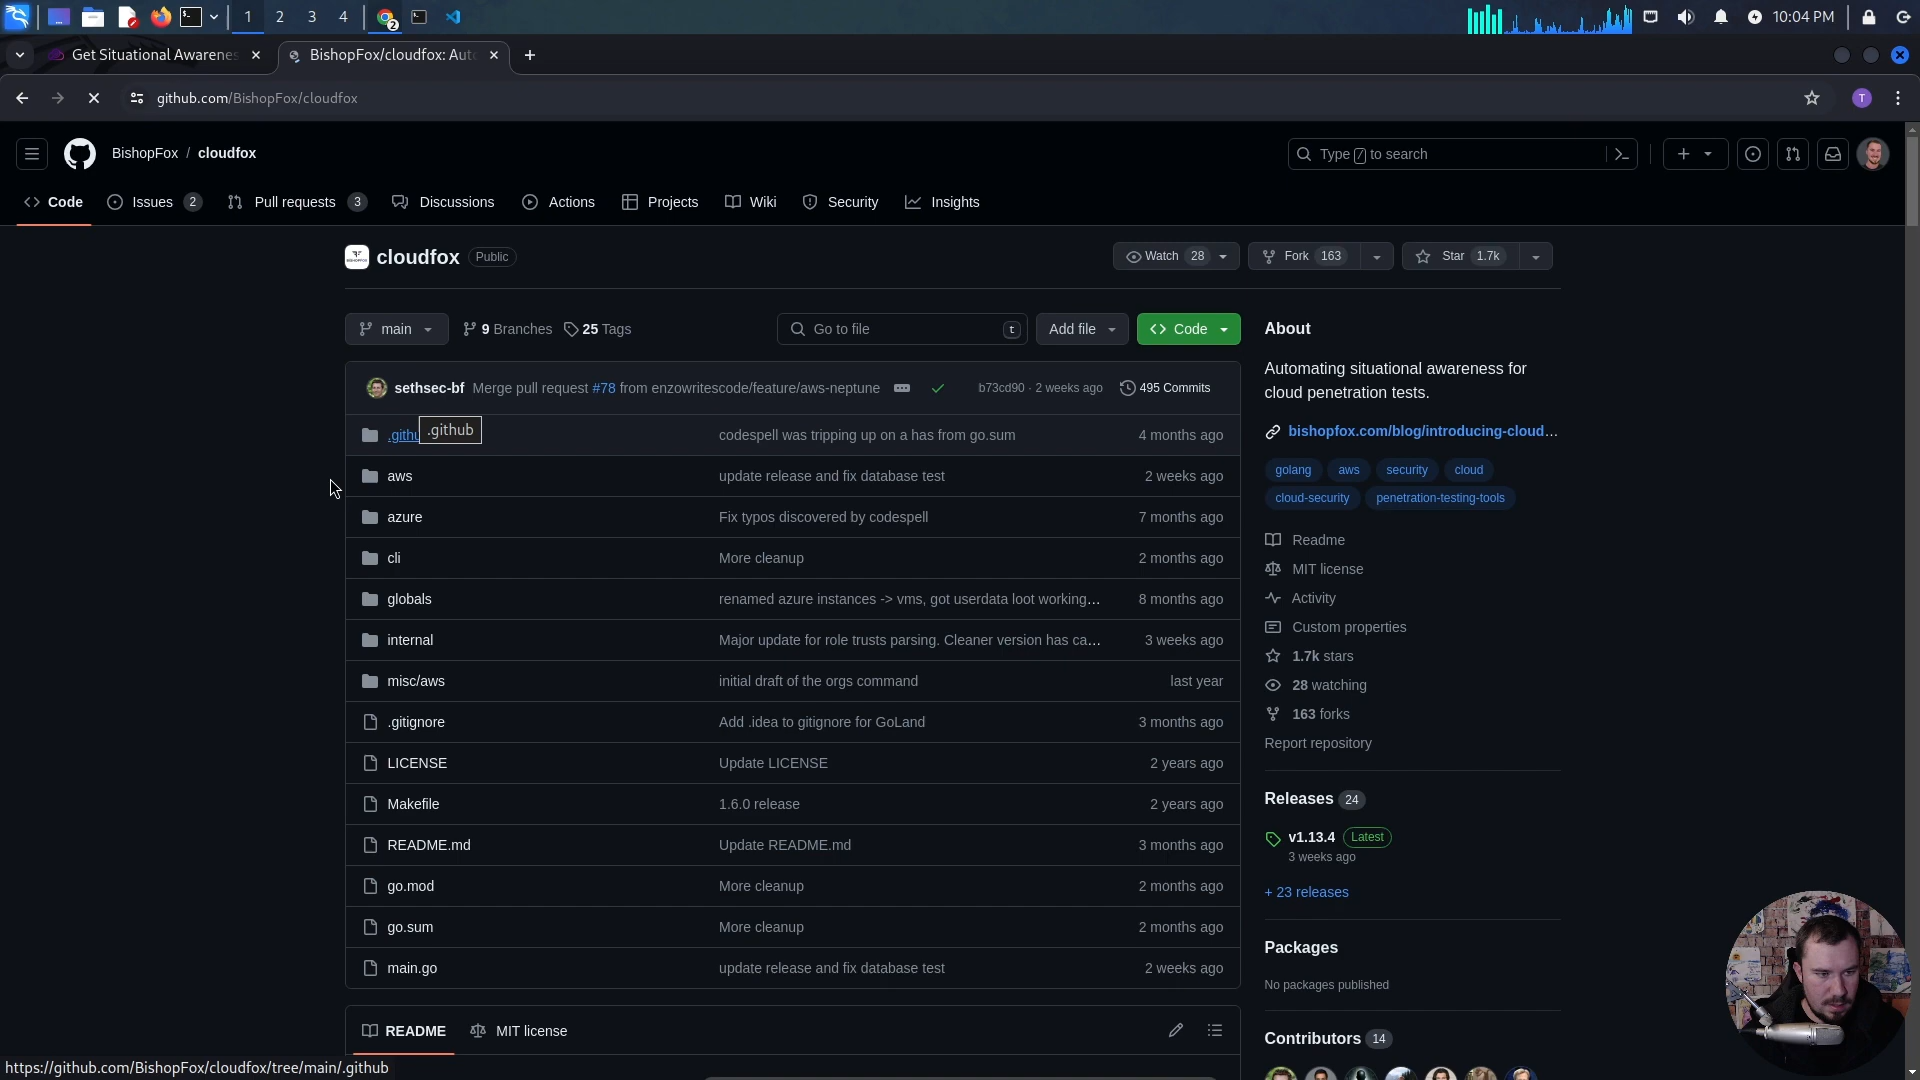 1 2 3 4 2 10:04 PM
Get Situational Awarenes BishopFox/cloudfox: Aut
github.com/BishopFox/cloudfox T
BishopFox / cloudfox Type / to search
Code Issues 2 Pull requests 3 Discussions Actions Projects Wiki Security Insights
cloudfox Public Watch 28 Fork 163 Star 1.7k
main 9 Branches 25 Tags Go to file t Add file Code
sethsec-bf Merge pull request #78 from enzowritescode/feature/aws-neptune b73cd90 · 2 weeks ago 495 Commits
.githu .github codespell was tripping up on a has from go.sum 4 months ago
aws update release and fix database test 2 weeks ago
azure Fix typos discovered by codespell 7 months ago
cli More cleanup 2 months ago
globals renamed azure instances -> vms, got userdata loot working... 8 months ago
internal Major update for role trusts parsing. Cleaner version has ca... 3 weeks ago
misc/aws initial draft of the orgs command last year
.gitignore Add .idea to gitignore for GoLand 3 months ago
LICENSE Update LICENSE 2 years ago
Makefile 1.6.0 release 2 years ago
README.md Update README.md 3 months ago
go.mod More cleanup 2 months ago
go.sum More cleanup 2 months ago
main.go update release and fix database test 2 weeks ago
README MIT license
About
Automating situational awareness for
cloud penetration tests.
bishopfox.com/blog/introducing-cloud...
golang aws security cloud
cloud-security penetration-testing-tools
Readme
MIT license
Activity
Custom properties
1.7k stars
28 watching
163 forks
Report repository
Releases 24
v1.13.4 Latest
3 weeks ago
+ 23 releases
Packages
No packages published
Contributors 14
https://github.com/BishopFox/cloudfox/tree/main/.github